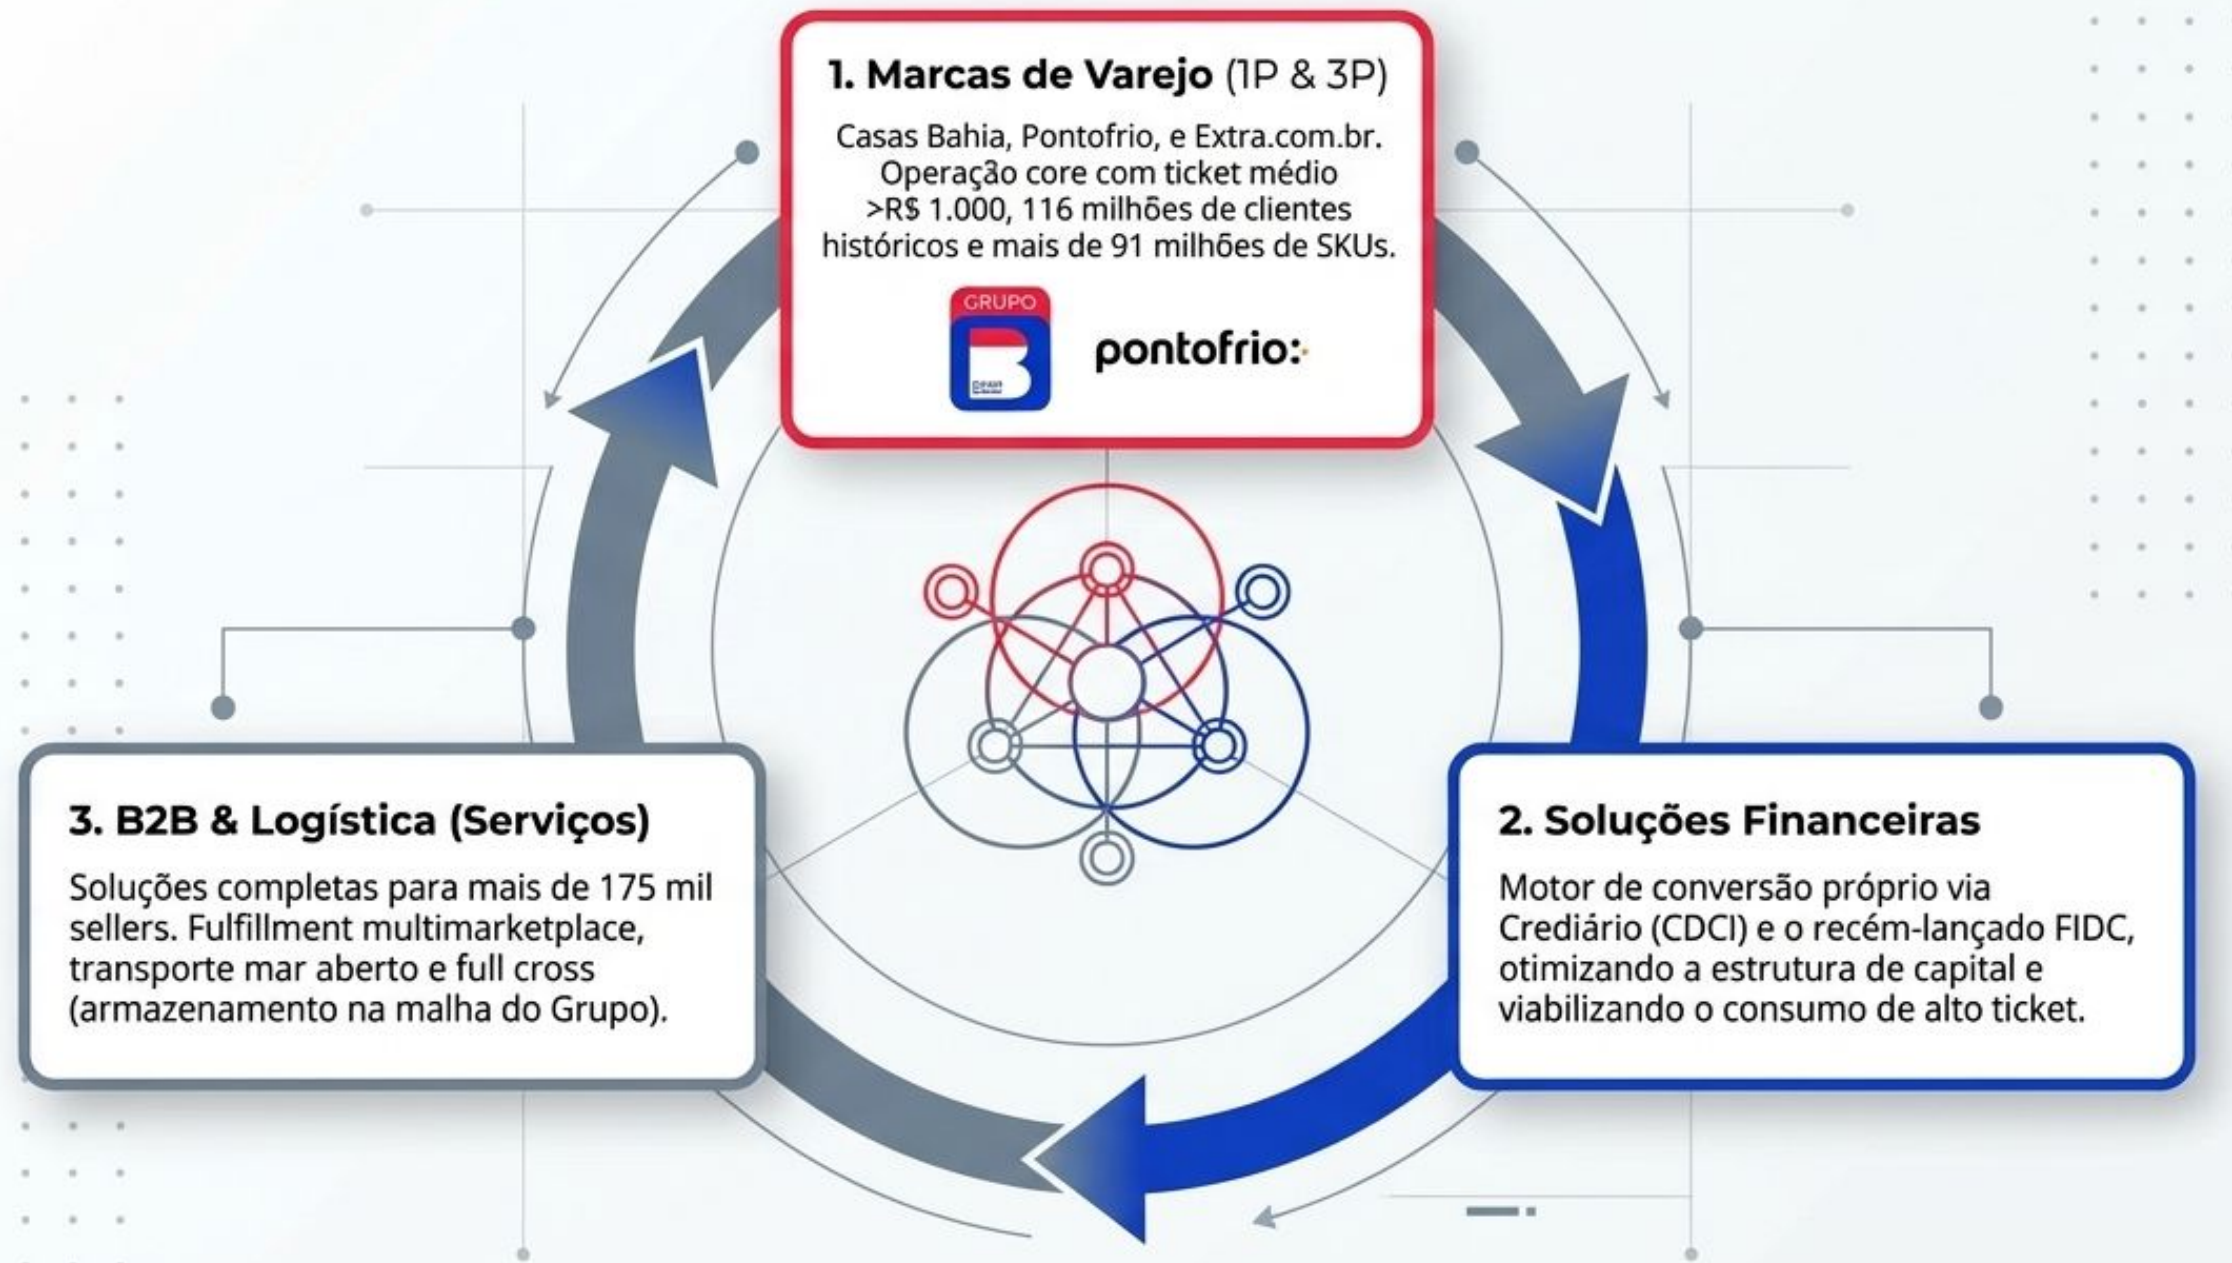 1. Marcas de Varejo (1P & 3P)
Casas Bahia, Pontofrio, e Extra.com.br.
Operação core com ticket médio
>R$ 1.000, 116 milhões de clientes
históricos e mais de 91 milhões de SKUs.
GRUPO
B
pontofrio:
3. B2B & Logística (Serviços)
Soluções completas para mais de 175 mil
sellers. Fulfillment multimarketplace,
transporte mar aberto e full cross
(armazenamento na malha do Grupo).
2. Soluções Financeiras
Motor de conversão próprio via
Crediário (CDCI) e o recém-lançado FIDC,
otimizando a estrutura de capital e
viabilizando o consumo de alto ticket.